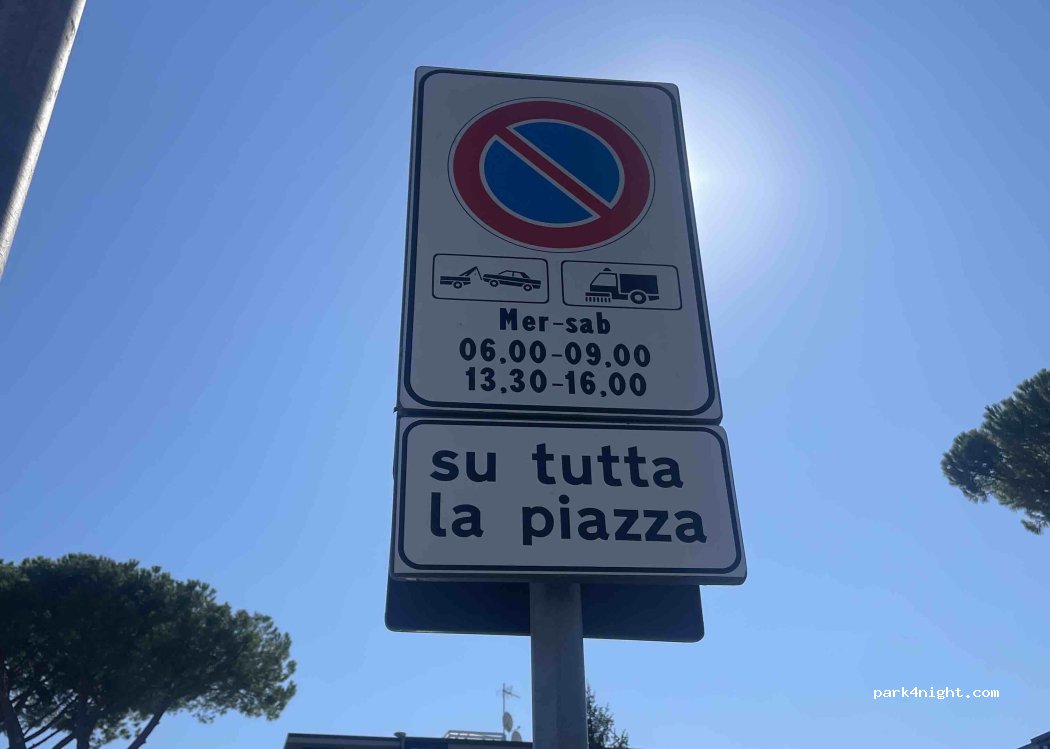 Mer-sab
06.00-09.00
13.30-16.00
su tutta
la piazza
park4night.com